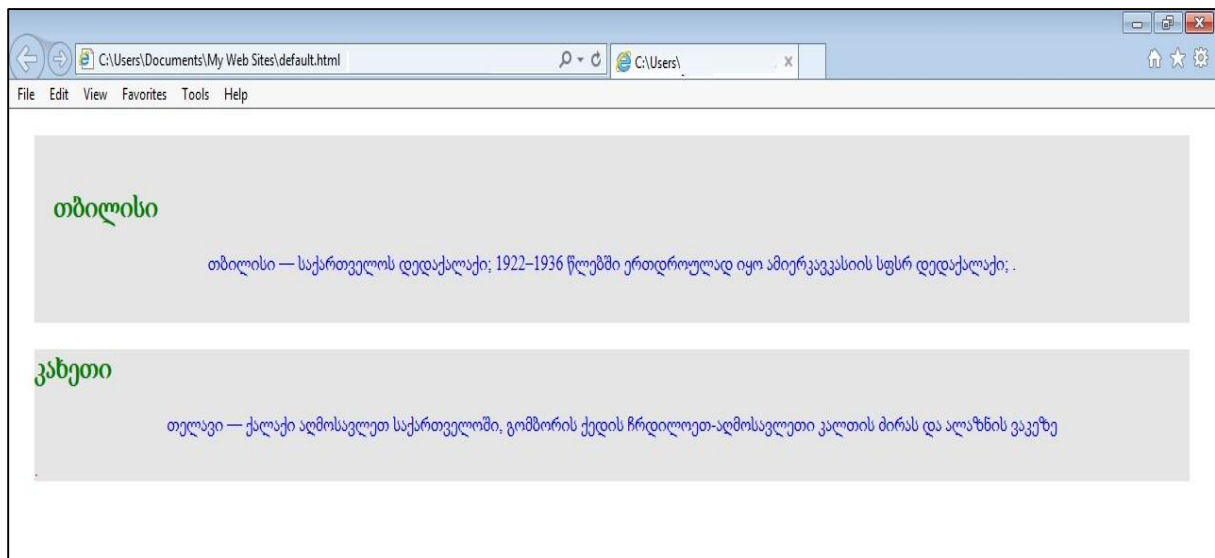 C:\Users\Documents\My Web Sites\default.html
C:\Users\
File Edit View Favorites Tools Help
თბილისი
თბილისი — საქართველოს დედაქალაქი; 1922–1936 წლებში ერთდროულად იყო ამიერკავკასიის სფსრ დედაქალაქი; .
კახეთი
თელავი — ქალაქი აღმოსავლეთ საქართველოში, გომბორის ქედის ჩრდილოეთ-აღმოსავლეთი კალთის ძირას და ალაზნის ვაკეზე
.